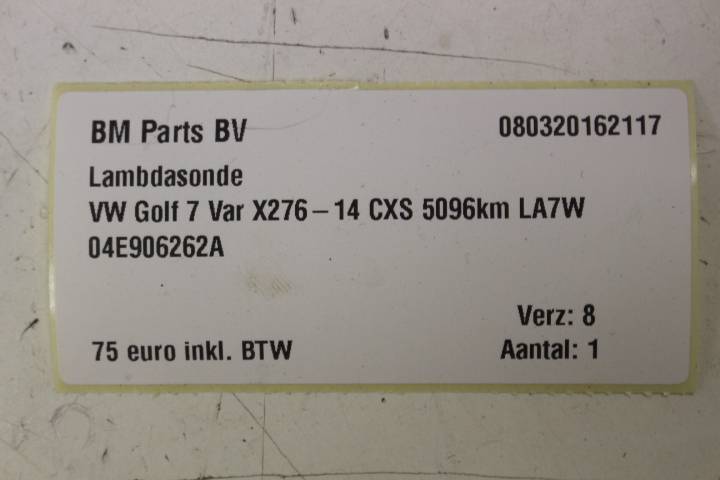 BM Parts BV 080320162117
Lambdasonde
VW Golf 7 Var X276-14 CXS 5096km LA7W
04E906262A
Verz: 8
75 euro inkl. BTW Aantal: 1